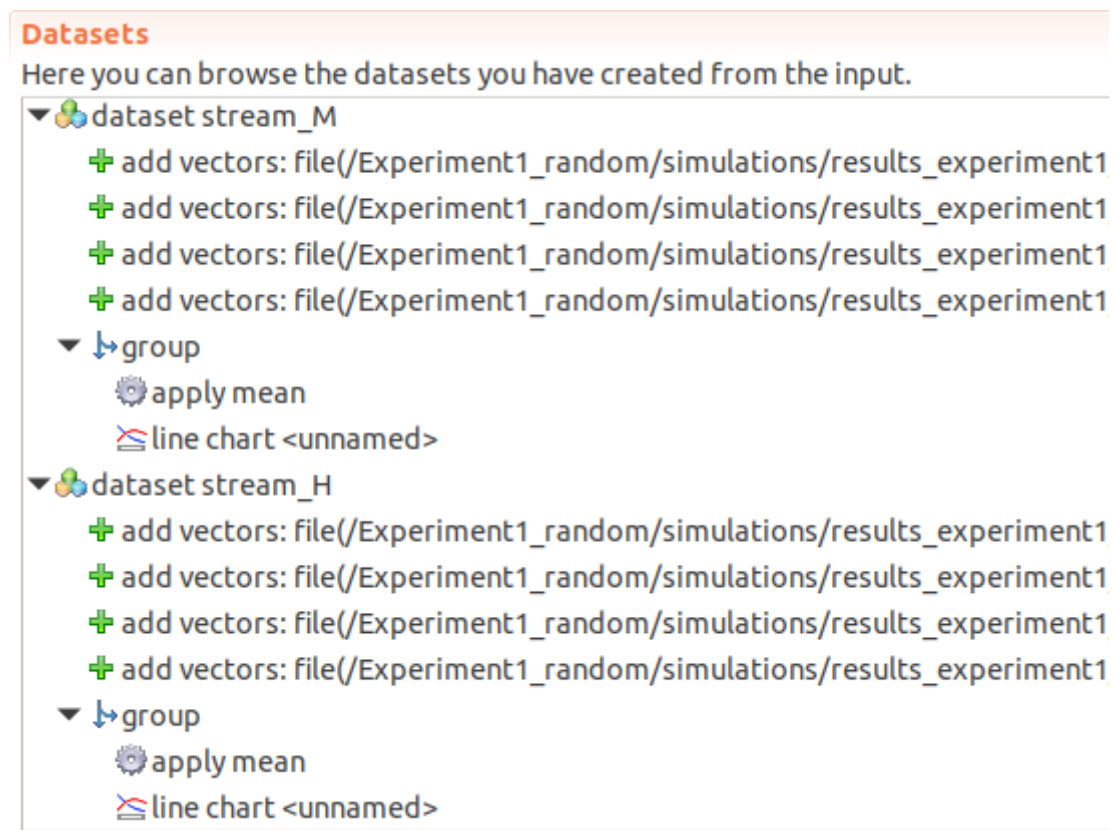 Datasets
Here you can browse the datasets you have created from the input.
dataset stream_M
add vectors: file(/Experiment1_random/simulations/results_experiment1
add vectors: file(/Experiment1_random/simulations/results_experiment1
add vectors: file(/Experiment1_random/simulations/results_experiment1
add vectors: file(/Experiment1_random/simulations/results_experiment1
group
apply mean
line chart <unnamed>
dataset stream_H
add vectors: file(/Experiment1_random/simulations/results_experiment1
add vectors: file(/Experiment1_random/simulations/results_experiment1
add vectors: file(/Experiment1_random/simulations/results_experiment1
add vectors: file(/Experiment1_random/simulations/results_experiment1
group
apply mean
line chart <unnamed>